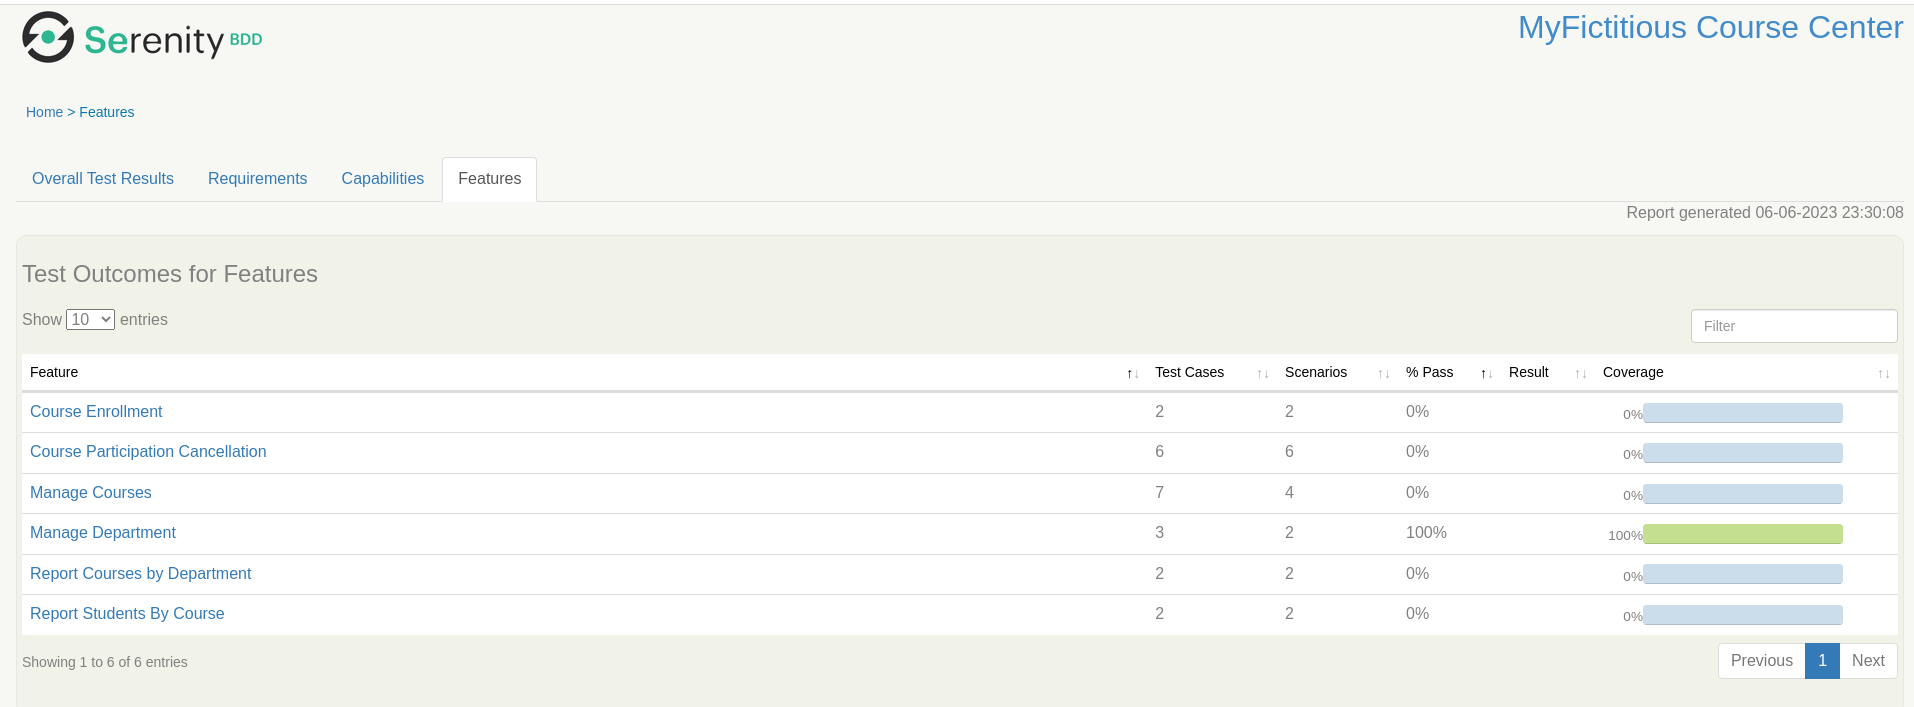 Serenity BDD
MyFictitious Course Center
Home > Features
Overall Test Results Requirements Capabilities Features
Report generated 06-06-2023 23:30:08
Test Outcomes for Features
Show 10 entries
Filter
Feature ↑↓ Test Cases ↑↓ Scenarios ↑↓ % Pass ↑↓ Result ↑↓ Coverage ↑↓
Course Enrollment 2 2 0% 0%
Course Participation Cancellation 6 6 0% 0%
Manage Courses 7 4 0% 0%
Manage Department 3 2 100% 100%
Report Courses by Department 2 2 0% 0%
Report Students By Course 2 2 0% 0%
Showing 1 to 6 of 6 entries
Previous 1 Next